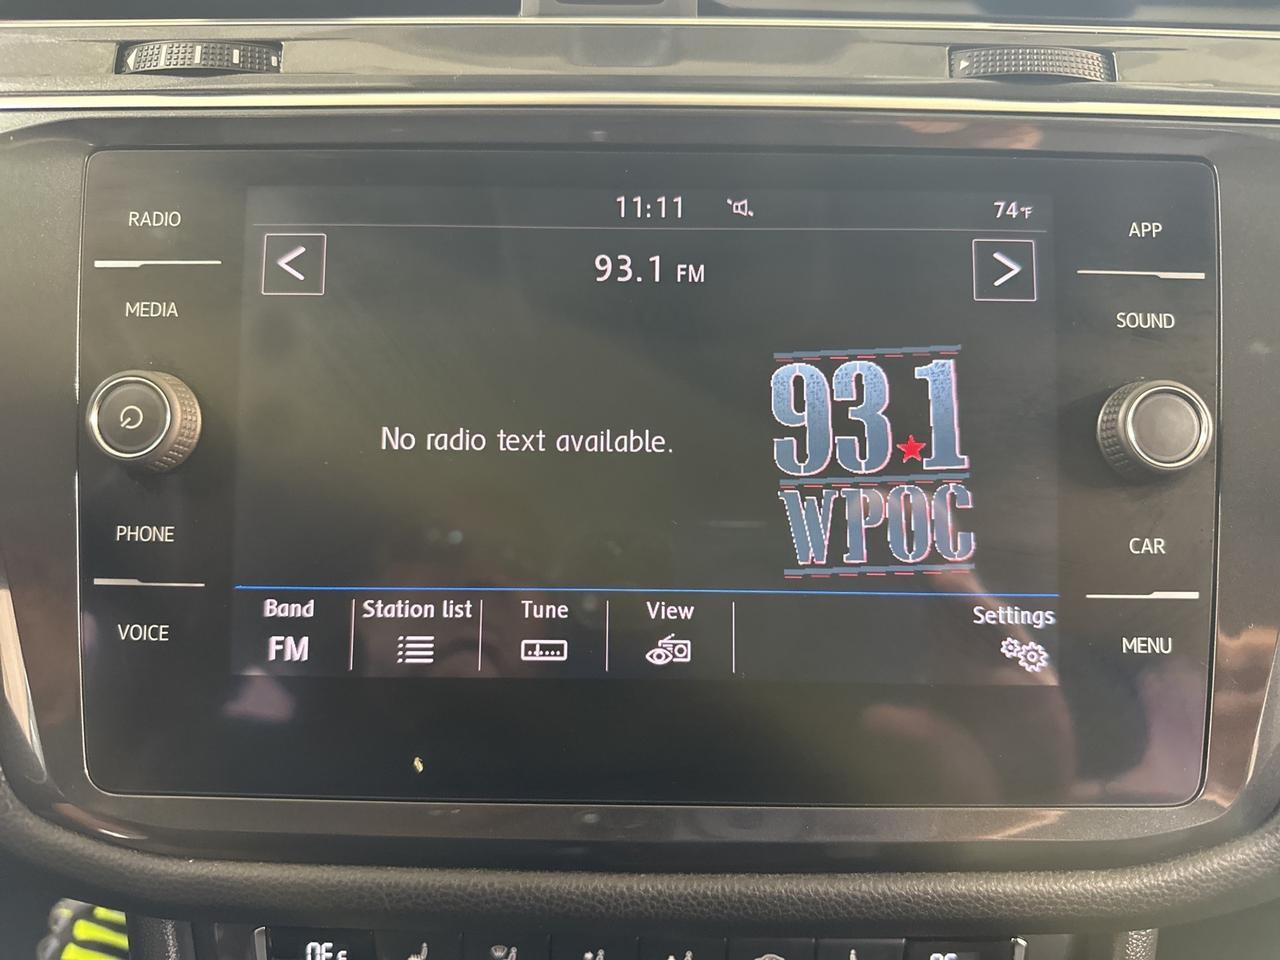 RADIO
MEDIA
PHONE
VOICE
11:11
74°F
93.1 FM
No radio text available.
93.1
WPOC
Band
FM
Station list
Tune
View
Settings
APP
SOUND
CAR
MENU